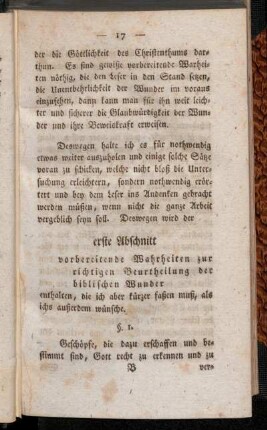 — 17 —
der die Göttlichkeit des Christenthums dar-
thun. Es sind gewisse vorbereitende Warhei-
ten nöthig, die den Leser in den Stand setzen,
die Unentbehrlichkeit der Wunder im voraus
einzusehen, dann kann man für ihn weit leich-
ter und sicherer die Glaubwürdigkeit der Wun-
der und ihre Beweiskraft erweisen.
Deswegen halte ich es für nothwendig
etwas weiter auszuholen und einige solche Sätze
voran zu schicken, welche nicht bloß die Unter-
suchung erleichtern, sondern nothwendig erör-
tert und bey dem Leser ins Andenken gebracht
werden müßen, wenn nicht die ganze Arbeit
vergeblich seyn soll. Deswegen wird der
erste Abschnitt
vorbereitende Wahrheiten zur
richtigen Beurtheilung der
biblischen Wunder
enthalten, die ich aber kürzer faßen muß, als
ichs außerdem wünsche.
§. 1.
Geschöpfe, die dazu erschaffen und be-
stimmt sind, Gott recht zu erkennen und zu
B ver-